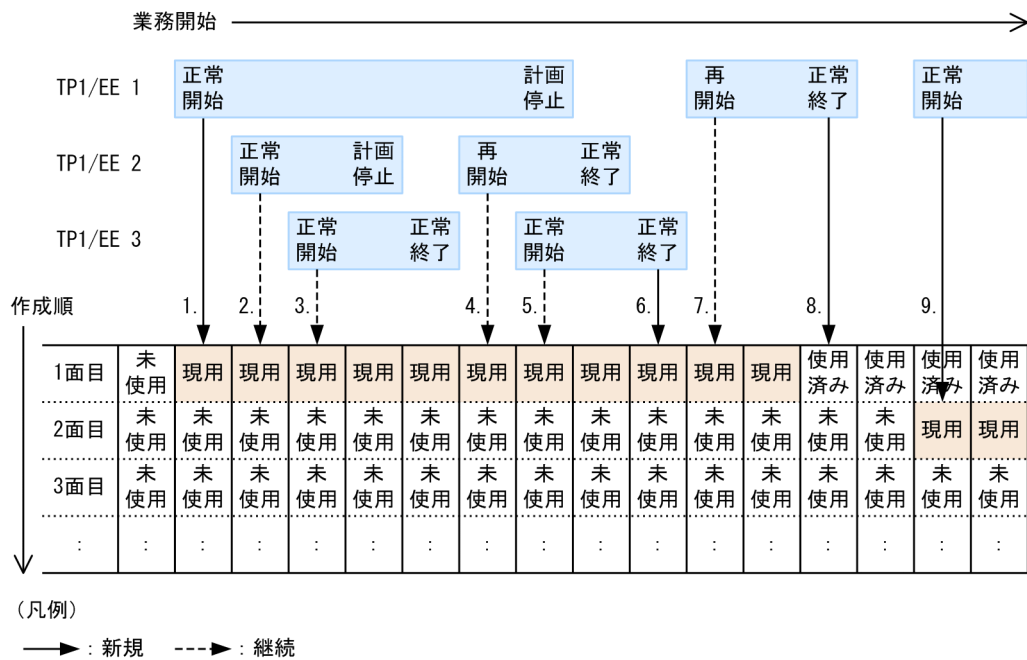 業務開始
TP1/EE 1
正常 計画 再 正常 正常
開始 停止 開始 終了 開始
TP1/EE 2
正常 計画 再 正常
開始 停止 開始 終了
TP1/EE 3
正常 正常 正常 正常
開始 終了 開始 終了
作成順
1. 2. 3. 4. 5. 6. 7. 8. 9.
1面目 未使用 現用 現用 現用 現用 現用 現用 現用 現用 現用 現用 現用 使用済み 使用済み 使用済み 使用済み
2面目 未使用 未使用 未使用 未使用 未使用 未使用 未使用 未使用 未使用 未使用 未使用 未使用 未使用 未使用 現用 現用
3面目 未使用 未使用 未使用 未使用 未使用 未使用 未使用 未使用 未使用 未使用 未使用 未使用 未使用 未使用 未使用 未使用
: : : : : : : : : : : : : : : : :
(凡例)
: 新規 : 継続